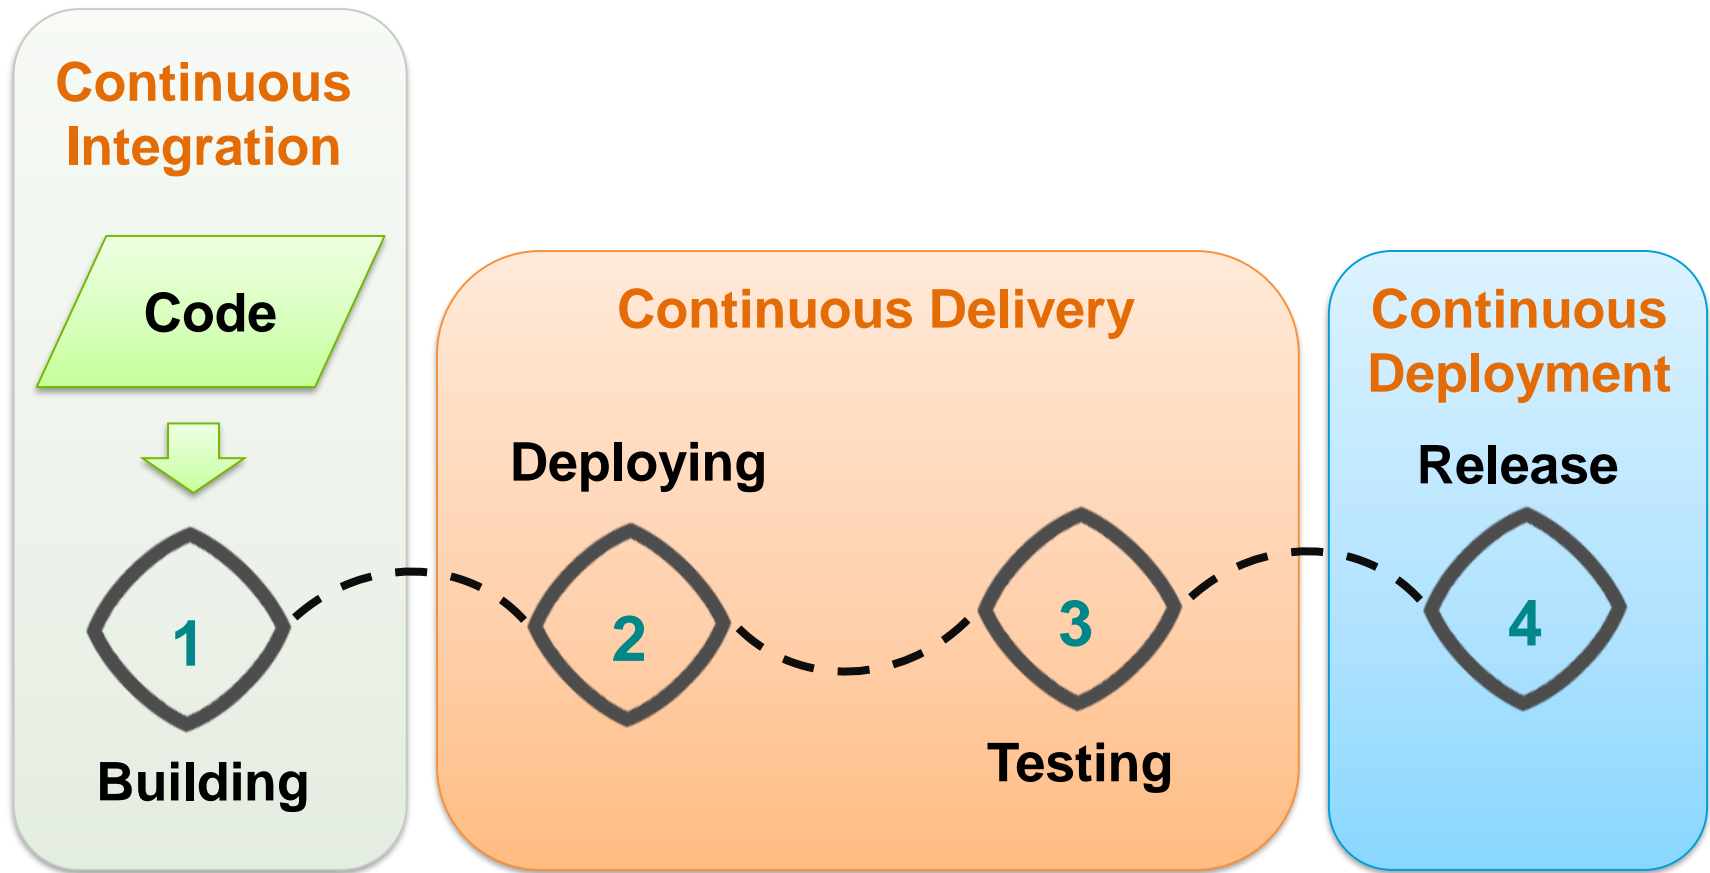 Continuous
Integration
Code
1
Building
Continuous Delivery
Deploying
2
3
Testing
Continuous
Deployment
Release
4